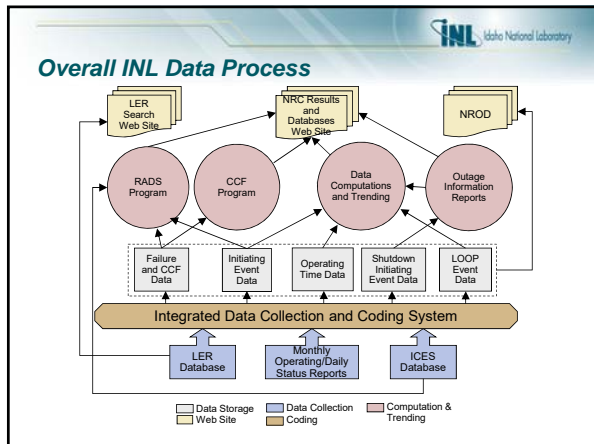 INL Idaho National Laboratory
Overall INL Data Process
LER
Search
Web Site
NRC Results
and
Databases
Web Site
NROD
RADS
Program
CCF
Program
Data
Computations
and Trending
Outage
Information
Reports
Failure
and CCF
Data
Initiating
Event
Data
Operating
Time Data
Shutdown
Initiating
Event Data
LOOP
Event
Data
Integrated Data Collection and Coding System
LER
Database
Monthly
Operating/Daily
Status Reports
ICES
Database
Data Storage
Data Collection
Computation &
Trending
Web Site
Coding